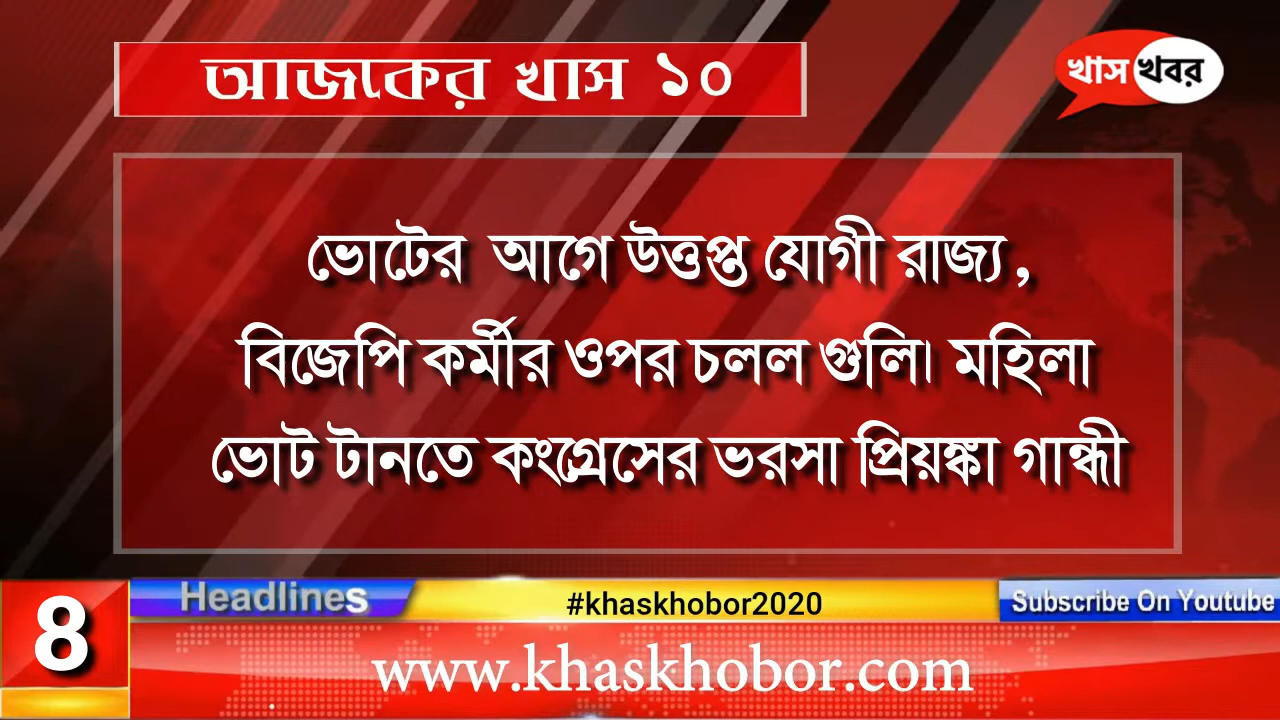 আজকের খাস ১০
খাস খবর
ভোটের আগে উত্তপ্ত যোগী রাজ্য,
বিজেপি কর্মীর ওপর চলল গুলি। মহিলা
ভোট টানতে কংগ্রেসের ভরসা প্রিয়ঙ্কা গান্ধী
8
Headlines
#khaskhobor2020
Subscribe On Youtube
www.khaskhobor.com